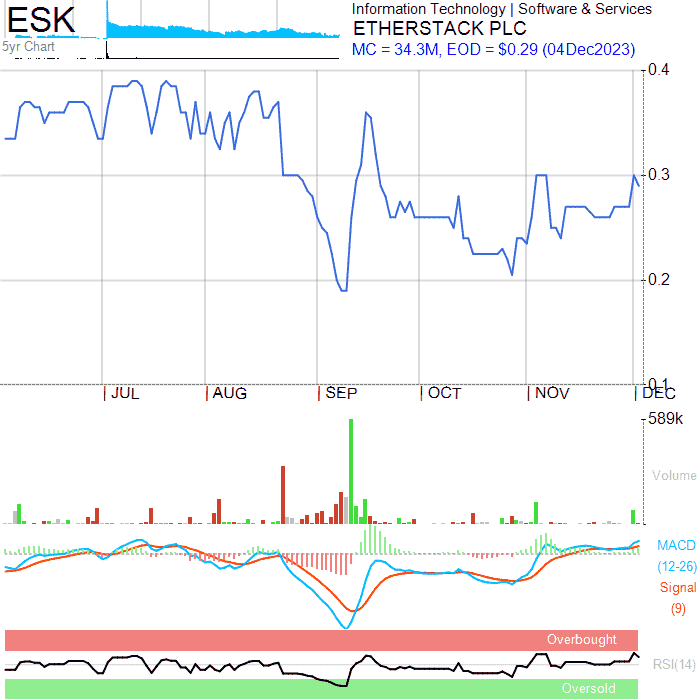 ESK
5yr Chart
Information Technology | Software & Services
ETHERSTACK PLC
MC = 34.3M, EOD = $0.29 (04Dec2023)
0.4
0.3
0.2
0.1
JUL AUG SEP OCT NOV DEC
589k
Volume
MACD
(12-26)
Signal
(9)
Overbought
RSI(14)
Oversold